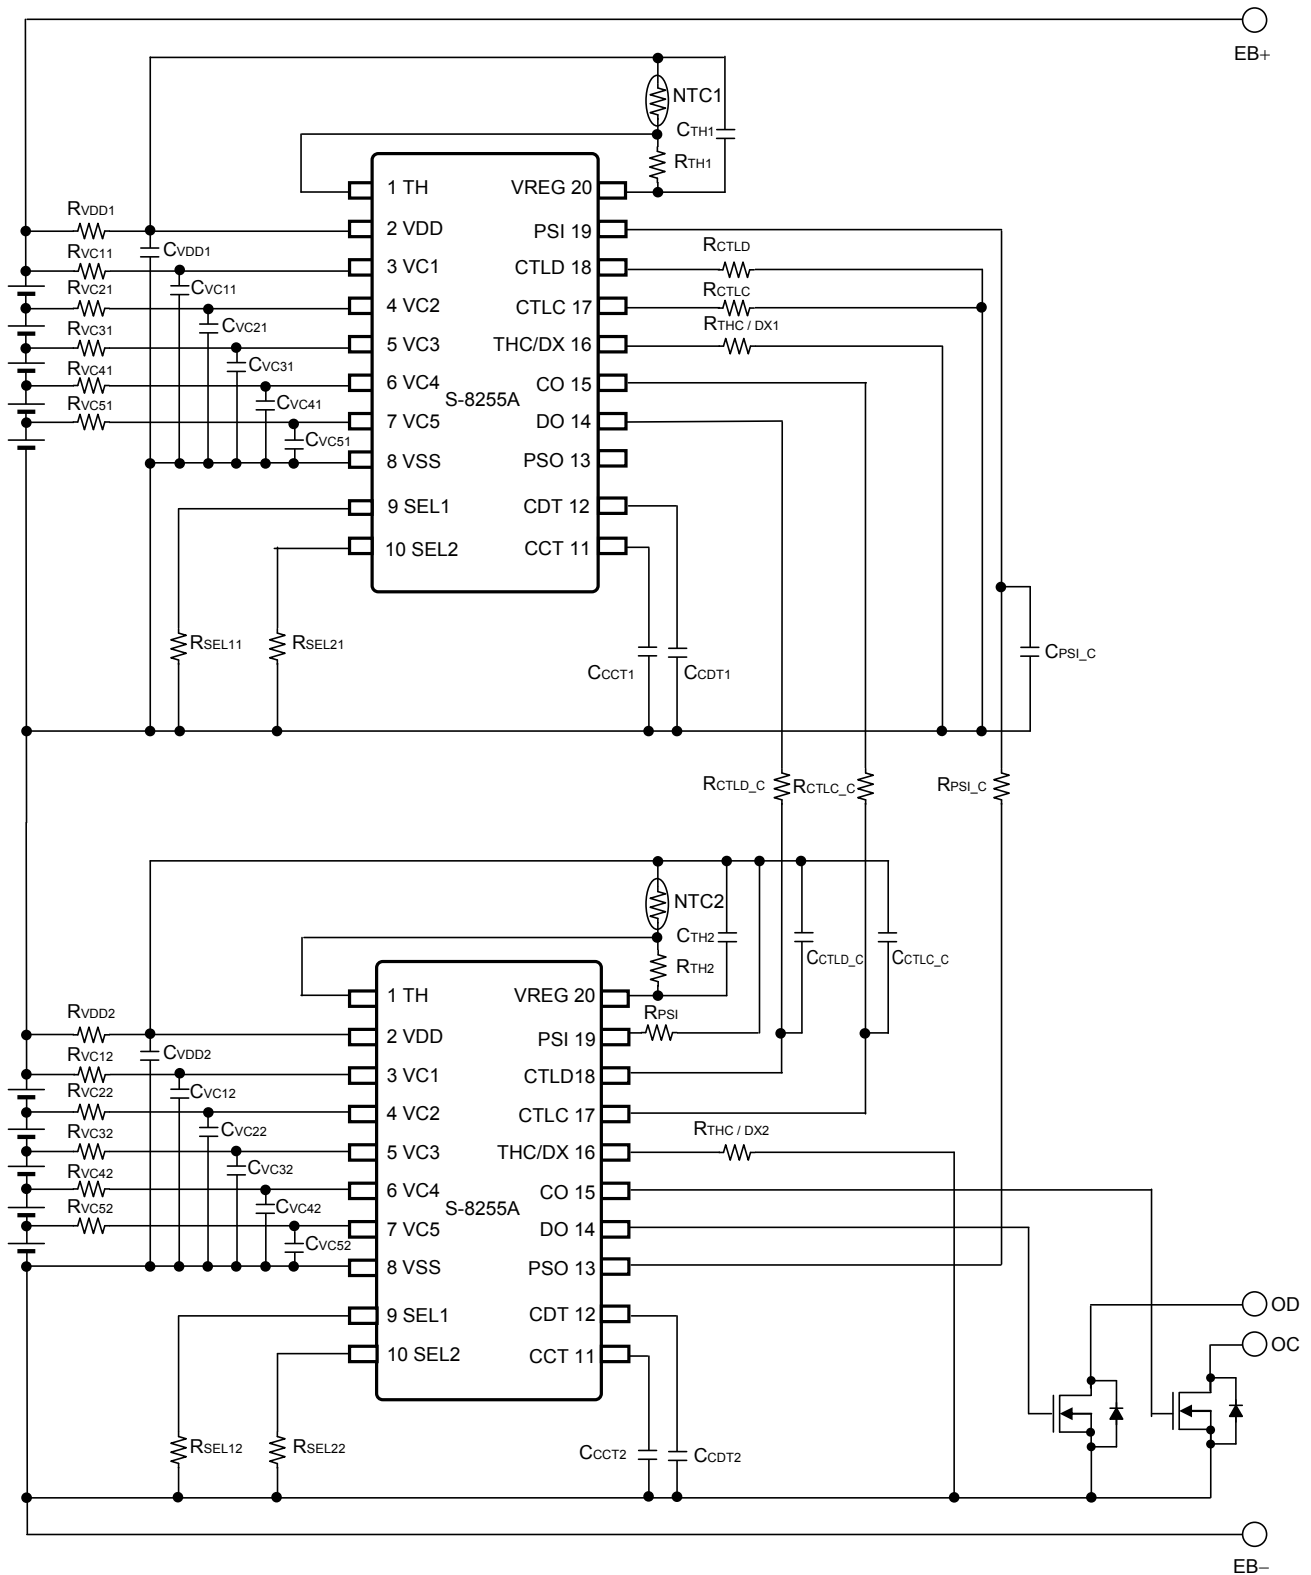 EB+
NTC1
CTH1
RTH1
1 TH
VREG 20
RVDD1
2 VDD
PSI 19
CVDD1
RCTLD
RVC11
3 VC1
CTLD 18
CVC11
RVC21
4 VC2
CTLC 17
RCTLC
CVC21
RVC31
5 VC3
THC/DX 16
RTHC / DX1
CVC31
RVC41
6 VC4
CO 15
S-8255A
CVC41
RVC51
7 VC5
DO 14
CVC51
8 VSS
PSO 13
9 SEL1
CDT 12
10 SEL2
CCT 11
RSEL11
RSEL21
CCCT1
CCDT1
CPSI_C
RCTLD_C
RCTLC_C
RPSI_C
NTC2
CTH2
RTH2
CCTLD_C
CCTLC_C
1 TH
VREG 20
RVDD2
RPSI
2 VDD
PSI 19
CVDD2
RVC12
3 VC1
CTLD18
CVC12
RVC22
4 VC2
CTLC 17
CVC22
RVC32
5 VC3
THC/DX 16
RTHC / DX2
CVC32
RVC42
6 VC4
CO 15
S-8255A
CVC42
RVC52
7 VC5
DO 14
CVC52
8 VSS
PSO 13
9 SEL1
CDT 12
10 SEL2
CCT 11
OD
OC
RSEL12
RSEL22
CCCT2
CCDT2
EB−